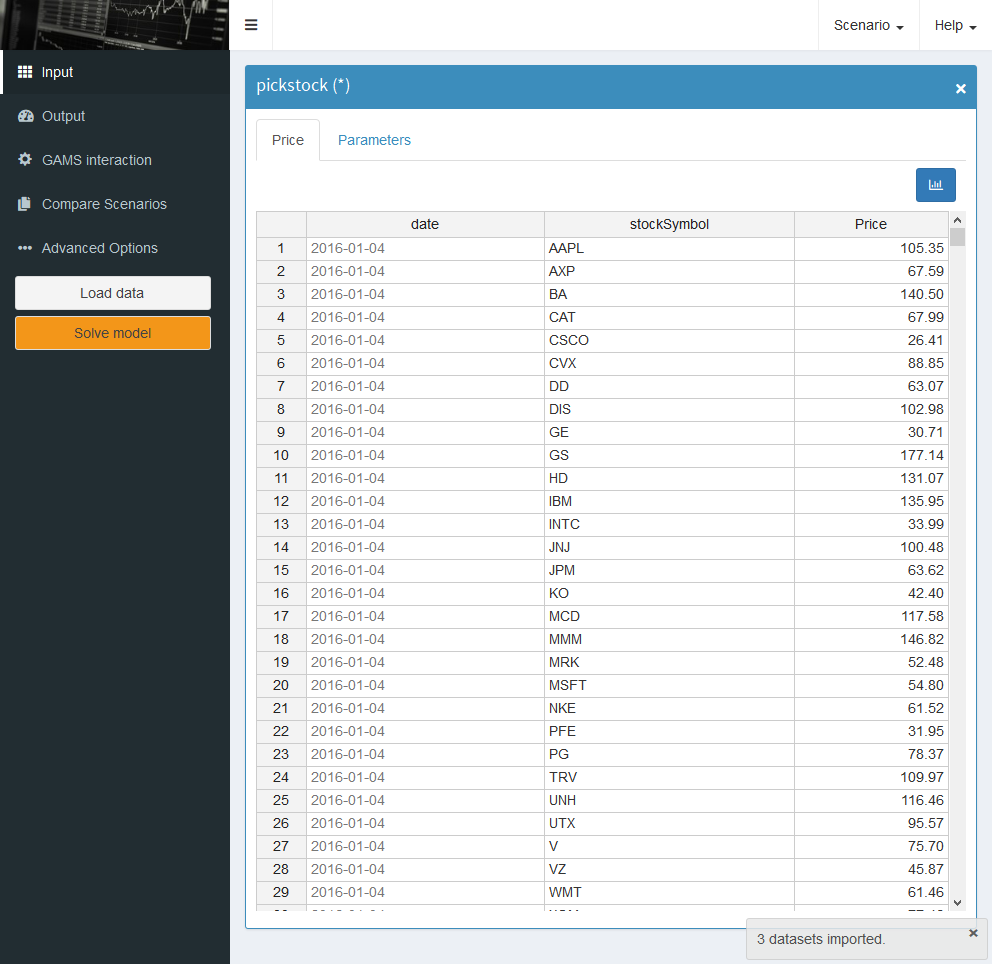 Scenario Help
Input
Output
GAMS interaction
Compare Scenarios
Advanced Options
Load data
Solve model
pickstock (*)
Price Parameters
date stockSymbol Price
1 2016-01-04 AAPL 105.35
2 2016-01-04 AXP 67.59
3 2016-01-04 BA 140.50
4 2016-01-04 CAT 67.99
5 2016-01-04 CSCO 26.41
6 2016-01-04 CVX 88.85
7 2016-01-04 DD 63.07
8 2016-01-04 DIS 102.98
9 2016-01-04 GE 30.71
10 2016-01-04 GS 177.14
11 2016-01-04 HD 131.07
12 2016-01-04 IBM 135.95
13 2016-01-04 INTC 33.99
14 2016-01-04 JNJ 100.48
15 2016-01-04 JPM 63.62
16 2016-01-04 KO 42.40
17 2016-01-04 MCD 117.58
18 2016-01-04 MMM 146.82
19 2016-01-04 MRK 52.48
20 2016-01-04 MSFT 54.80
21 2016-01-04 NKE 61.52
22 2016-01-04 PFE 31.95
23 2016-01-04 PG 78.37
24 2016-01-04 TRV 109.97
25 2016-01-04 UNH 116.46
26 2016-01-04 UTX 95.57
27 2016-01-04 V 75.70
28 2016-01-04 VZ 45.87
29 2016-01-04 WMT 61.46
3 datasets imported.